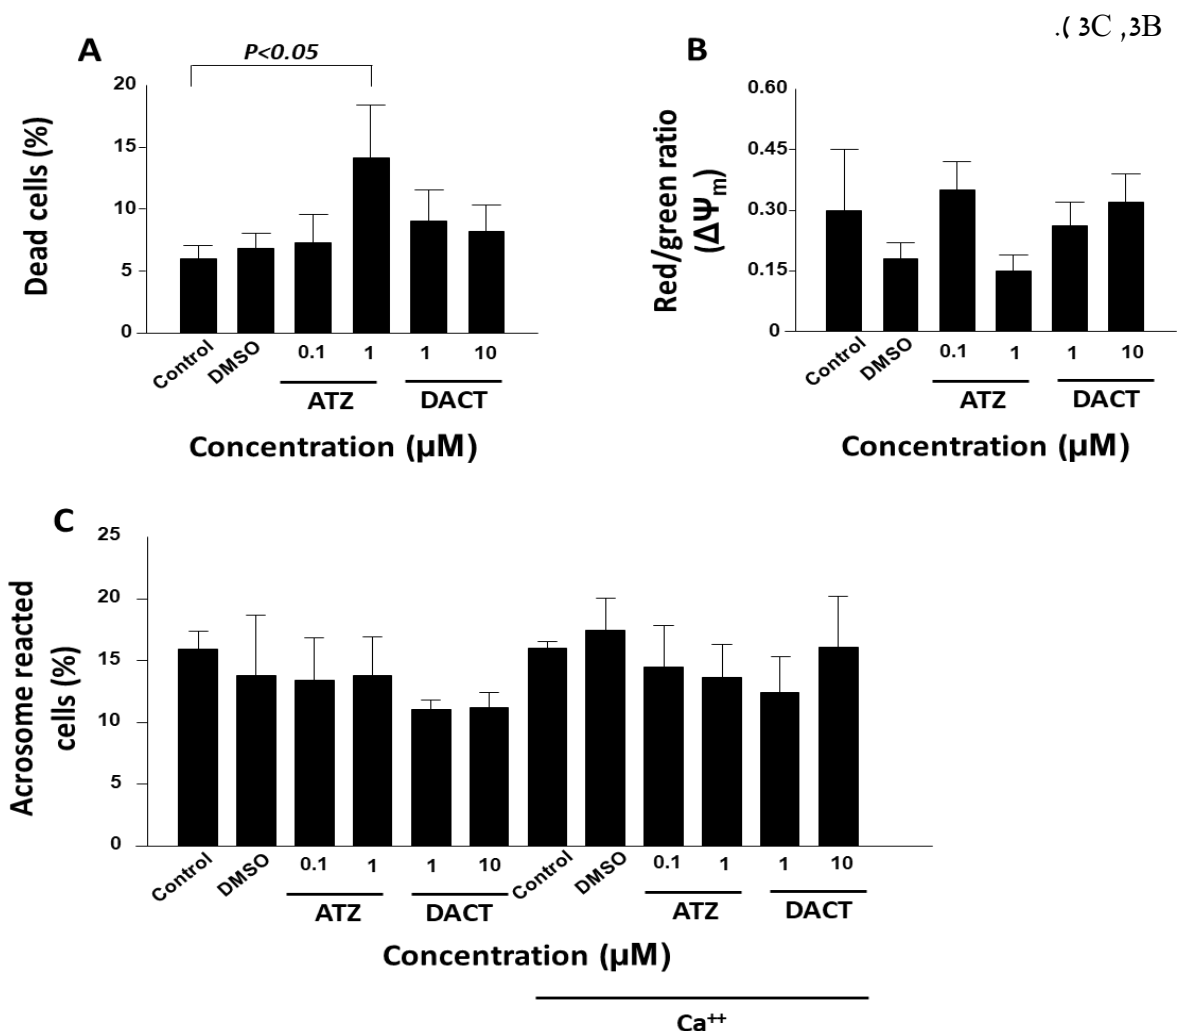 .( 3C ,3B
A
P<0.05
20
15
10
5
0
Dead cells (%)
Control
DMSO
0.1
1
1
10
ATZ
DACT
Concentration (µM)
B
0.60
0.45
0.30
0.15
0
Red/green ratio
(ΔΨm)
Control
DMSO
0.1
1
1
10
ATZ
DACT
Concentration (µM)
C
25
20
15
10
5
0
Acrosome reacted
cells (%)
Control
DMSO
0.1
1
1
10
Control
DMSO
0.1
1
1
10
ATZ
DACT
ATZ
DACT
Concentration (µM)
Ca++